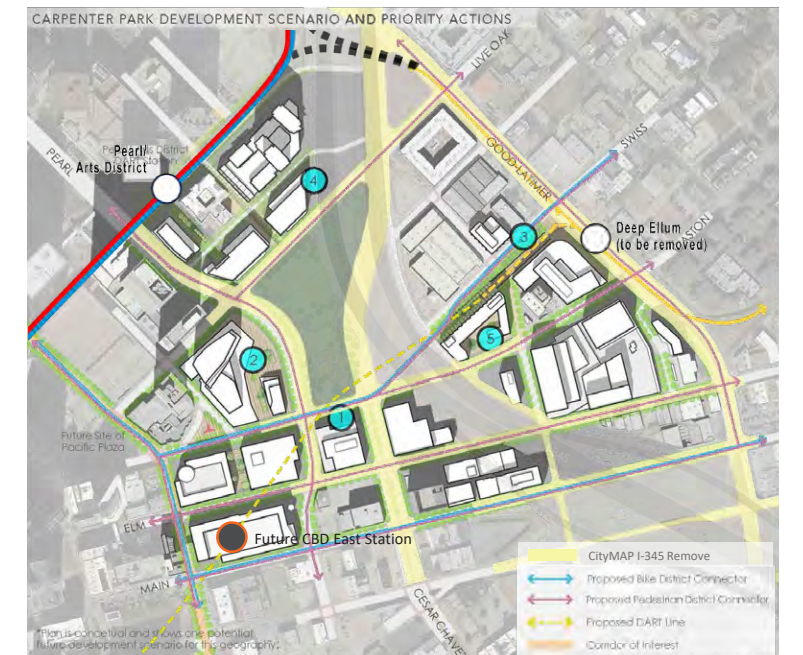 CARPENTER PARK DEVELOPMENT SCENARIO AND PRIORITY ACTIONS
LIVE OAK
Pearl/
Arts District
PEARL
GOOD-LATIMER
SWISS
4
3
Deep Ellum
(to be removed)
2
5
1
Future Site of
Pacific Plaza
ELM
Future CBD East Station
MAIN
CESAR CHAVEZ
CityMAP I-345 Remove
Proposed Bike District Connector
Proposed Pedestrian District Connector
Proposed DART Line
Corridor of Interest
*Plan is conceptual and shows one potential
future development scenario for this geography.